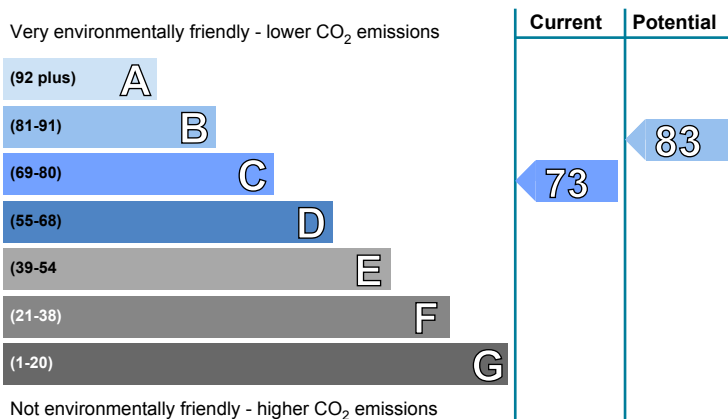 Current Potential
Very environmentally friendly - lower CO2 emissions
(92 plus) A
(81-91) B
83
(69-80) C
73
(55-68) D
(39-54 E
(21-38) F
(1-20) G
Not environmentally friendly - higher CO2 emissions